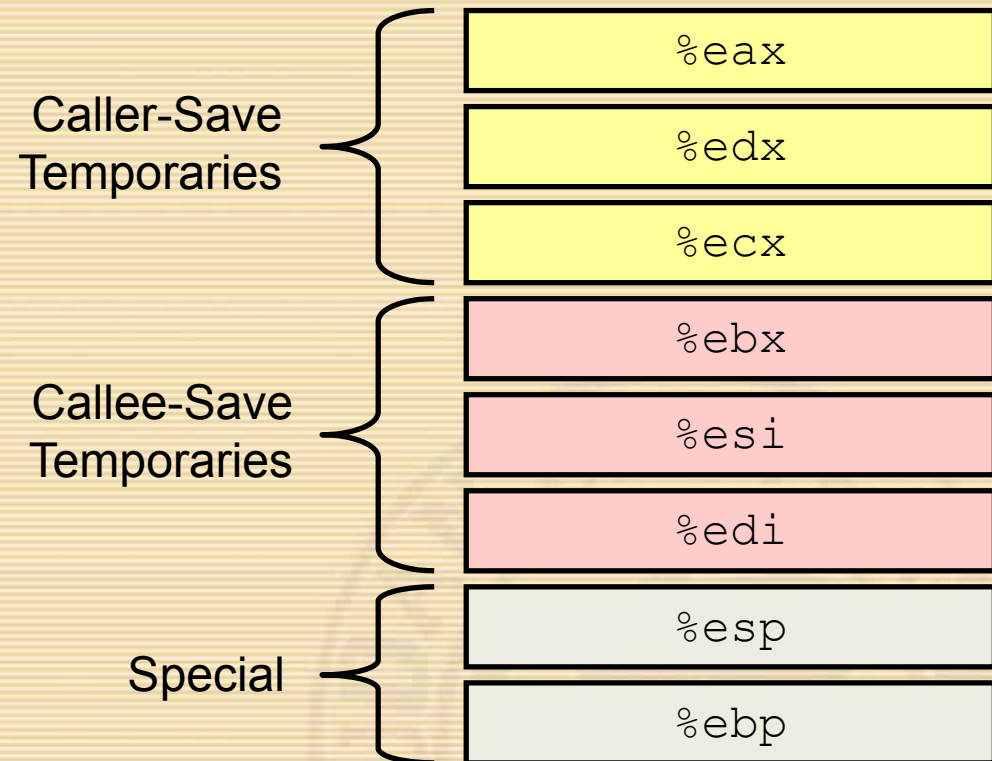 Caller-Save
Temporaries
%eax
%edx
%ecx
Callee-Save
Temporaries
%ebx
%esi
%edi
Special
%esp
%ebp